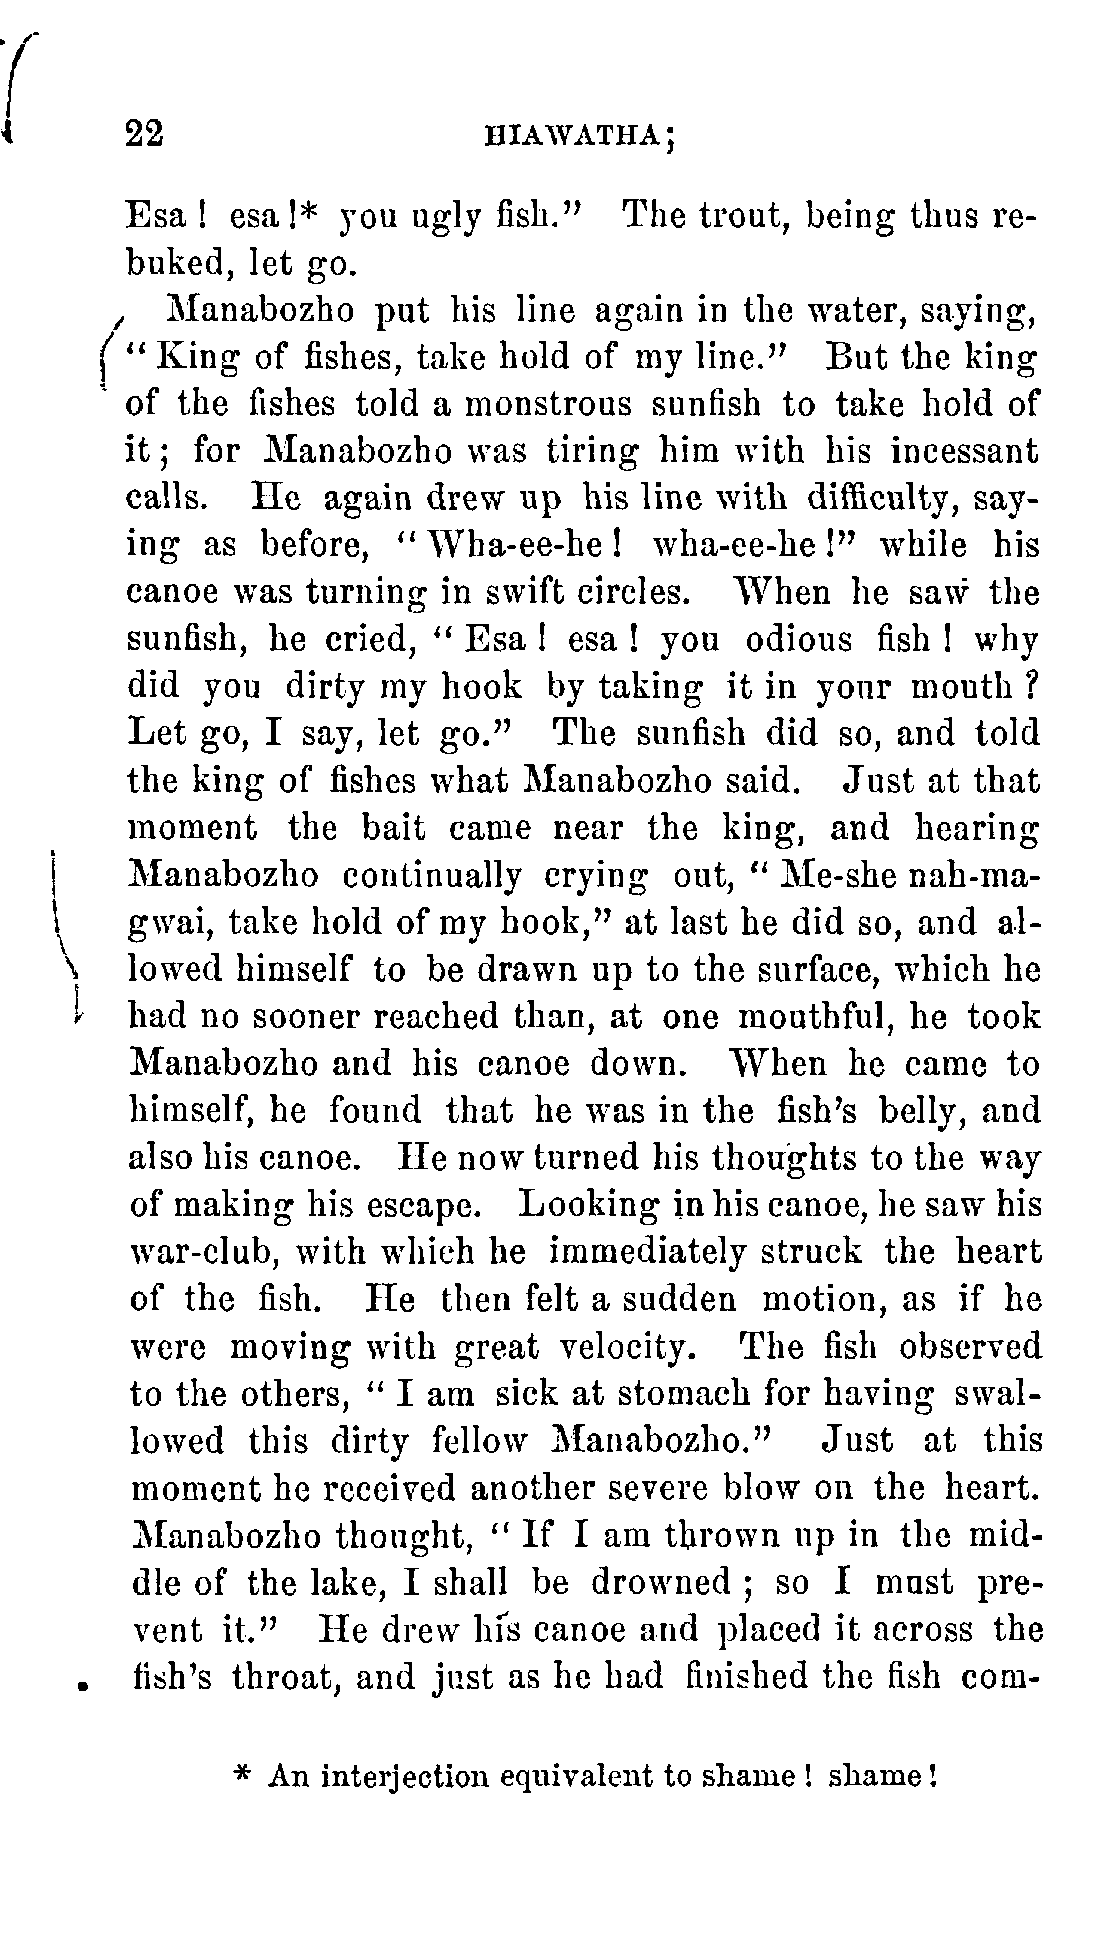 22 HIAWATHA;
Esa ! esa !* you ugly fish.” The trout, being thus re-
buked, let go.
Manabozho put his line again in the water, saying,
“ King of fishes, take hold of my line.” But the king
of the fishes told a monstrous sunfish to take hold of
it ; for Manabozho was tiring him with his incessant
calls. He again drew up his line with difficulty, say-
ing as before, “ Wha-ee-he ! wha-ee-he !” while his
canoe was turning in swift circles. When he saw the
sunfish, he cried, “ Esa ! esa ! you odious fish ! why
did you dirty my hook by taking it in your mouth ?
Let go, I say, let go.” The sunfish did so, and told
the king of fishes what Manabozho said. Just at that
moment the bait came near the king, and hearing
Manabozho continually crying out, “ Me-she nah-ma-
gwai, take hold of my hook,” at last he did so, and al-
lowed himself to be drawn up to the surface, which he
had no sooner reached than, at one mouthful, he took
Manabozho and his canoe down. When he came to
himself, he found that he was in the fish’s belly, and
also his canoe. He now turned his thoughts to the way
of making his escape. Looking in his canoe, he saw his
war-club, with which he immediately struck the heart
of the fish. He then felt a sudden motion, as if he
were moving with great velocity. The fish observed
to the others, “ I am sick at stomach for having swal-
lowed this dirty fellow Manabozho.” Just at this
moment he received another severe blow on the heart.
Manabozho thought, “ If I am thrown up in the mid-
dle of the lake, I shall be drowned ; so I must pre-
vent it.” He drew his canoe and placed it across the
fish’s throat, and just as he had finished the fish com-
* An interjection equivalent to shame ! shame !